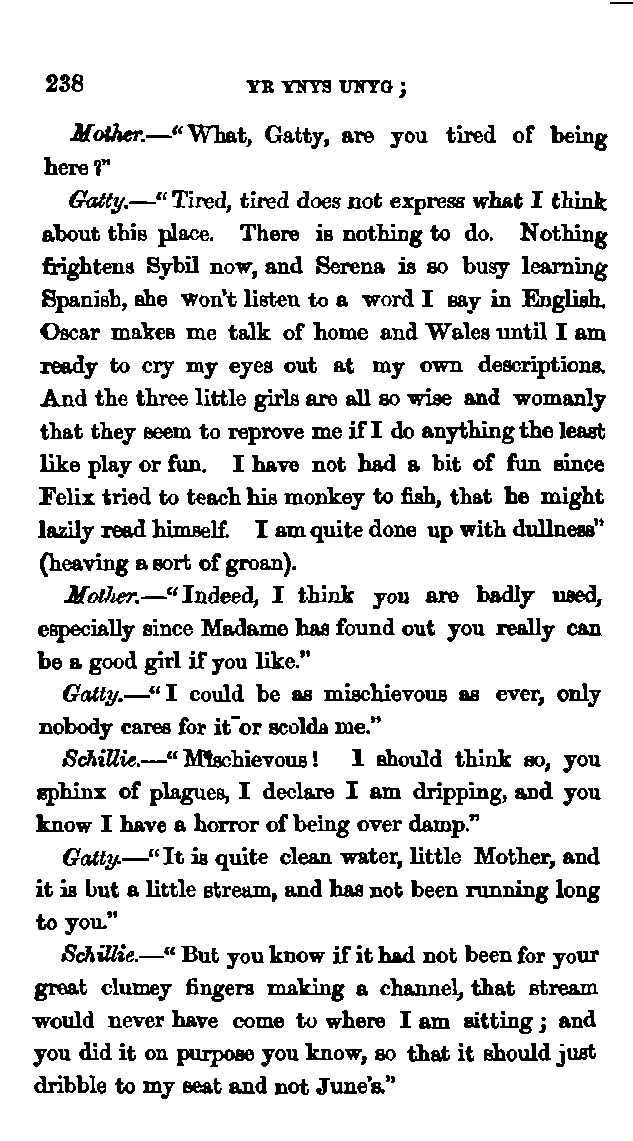 238 YR YNYS UNYG ;
Mother.—“What, Gatty, are you tired of being
here?”
Gatty.—“Tired, tired does not express what I think
about this place. There is nothing to do. Nothing
frightens Sybil now, and Serena is so busy learning
Spanish, she won't listen to a word I say in English.
Oscar makes me talk of home and Wales until I am
ready to cry my eyes out at my own descriptions.
And the three little girls are all so wise and womanly
that they seem to reprove me if I do anything the least
like play or fun. I have not had a bit of fun since
Felix tried to teach his monkey to fish, that he might
lazily read himself. I am quite done up with dullness”
(heaving a sort of groan).
Mother.—“Indeed, I think you are badly used,
especially since Madame has found out you really can
be a good girl if you like.”
Gatty.—“I could be as mischievous as ever, only
nobody cares for it or scolds me.”
Schillie.—“Mischievous! I should think so, you
sphinx of plagues, I declare I am dripping, and you
know I have a horror of being over damp.”
Gatty.—“It is quite clean water, little Mother, and
it is but a little stream, and has not been running long
to you.”
Schillie.—“But you know if it had not been for your
great clumey fingers making a channel, that stream
would never have come to where I am sitting; and
you did it on purpose you know, so that it should just
dribble to my seat and not June's.”